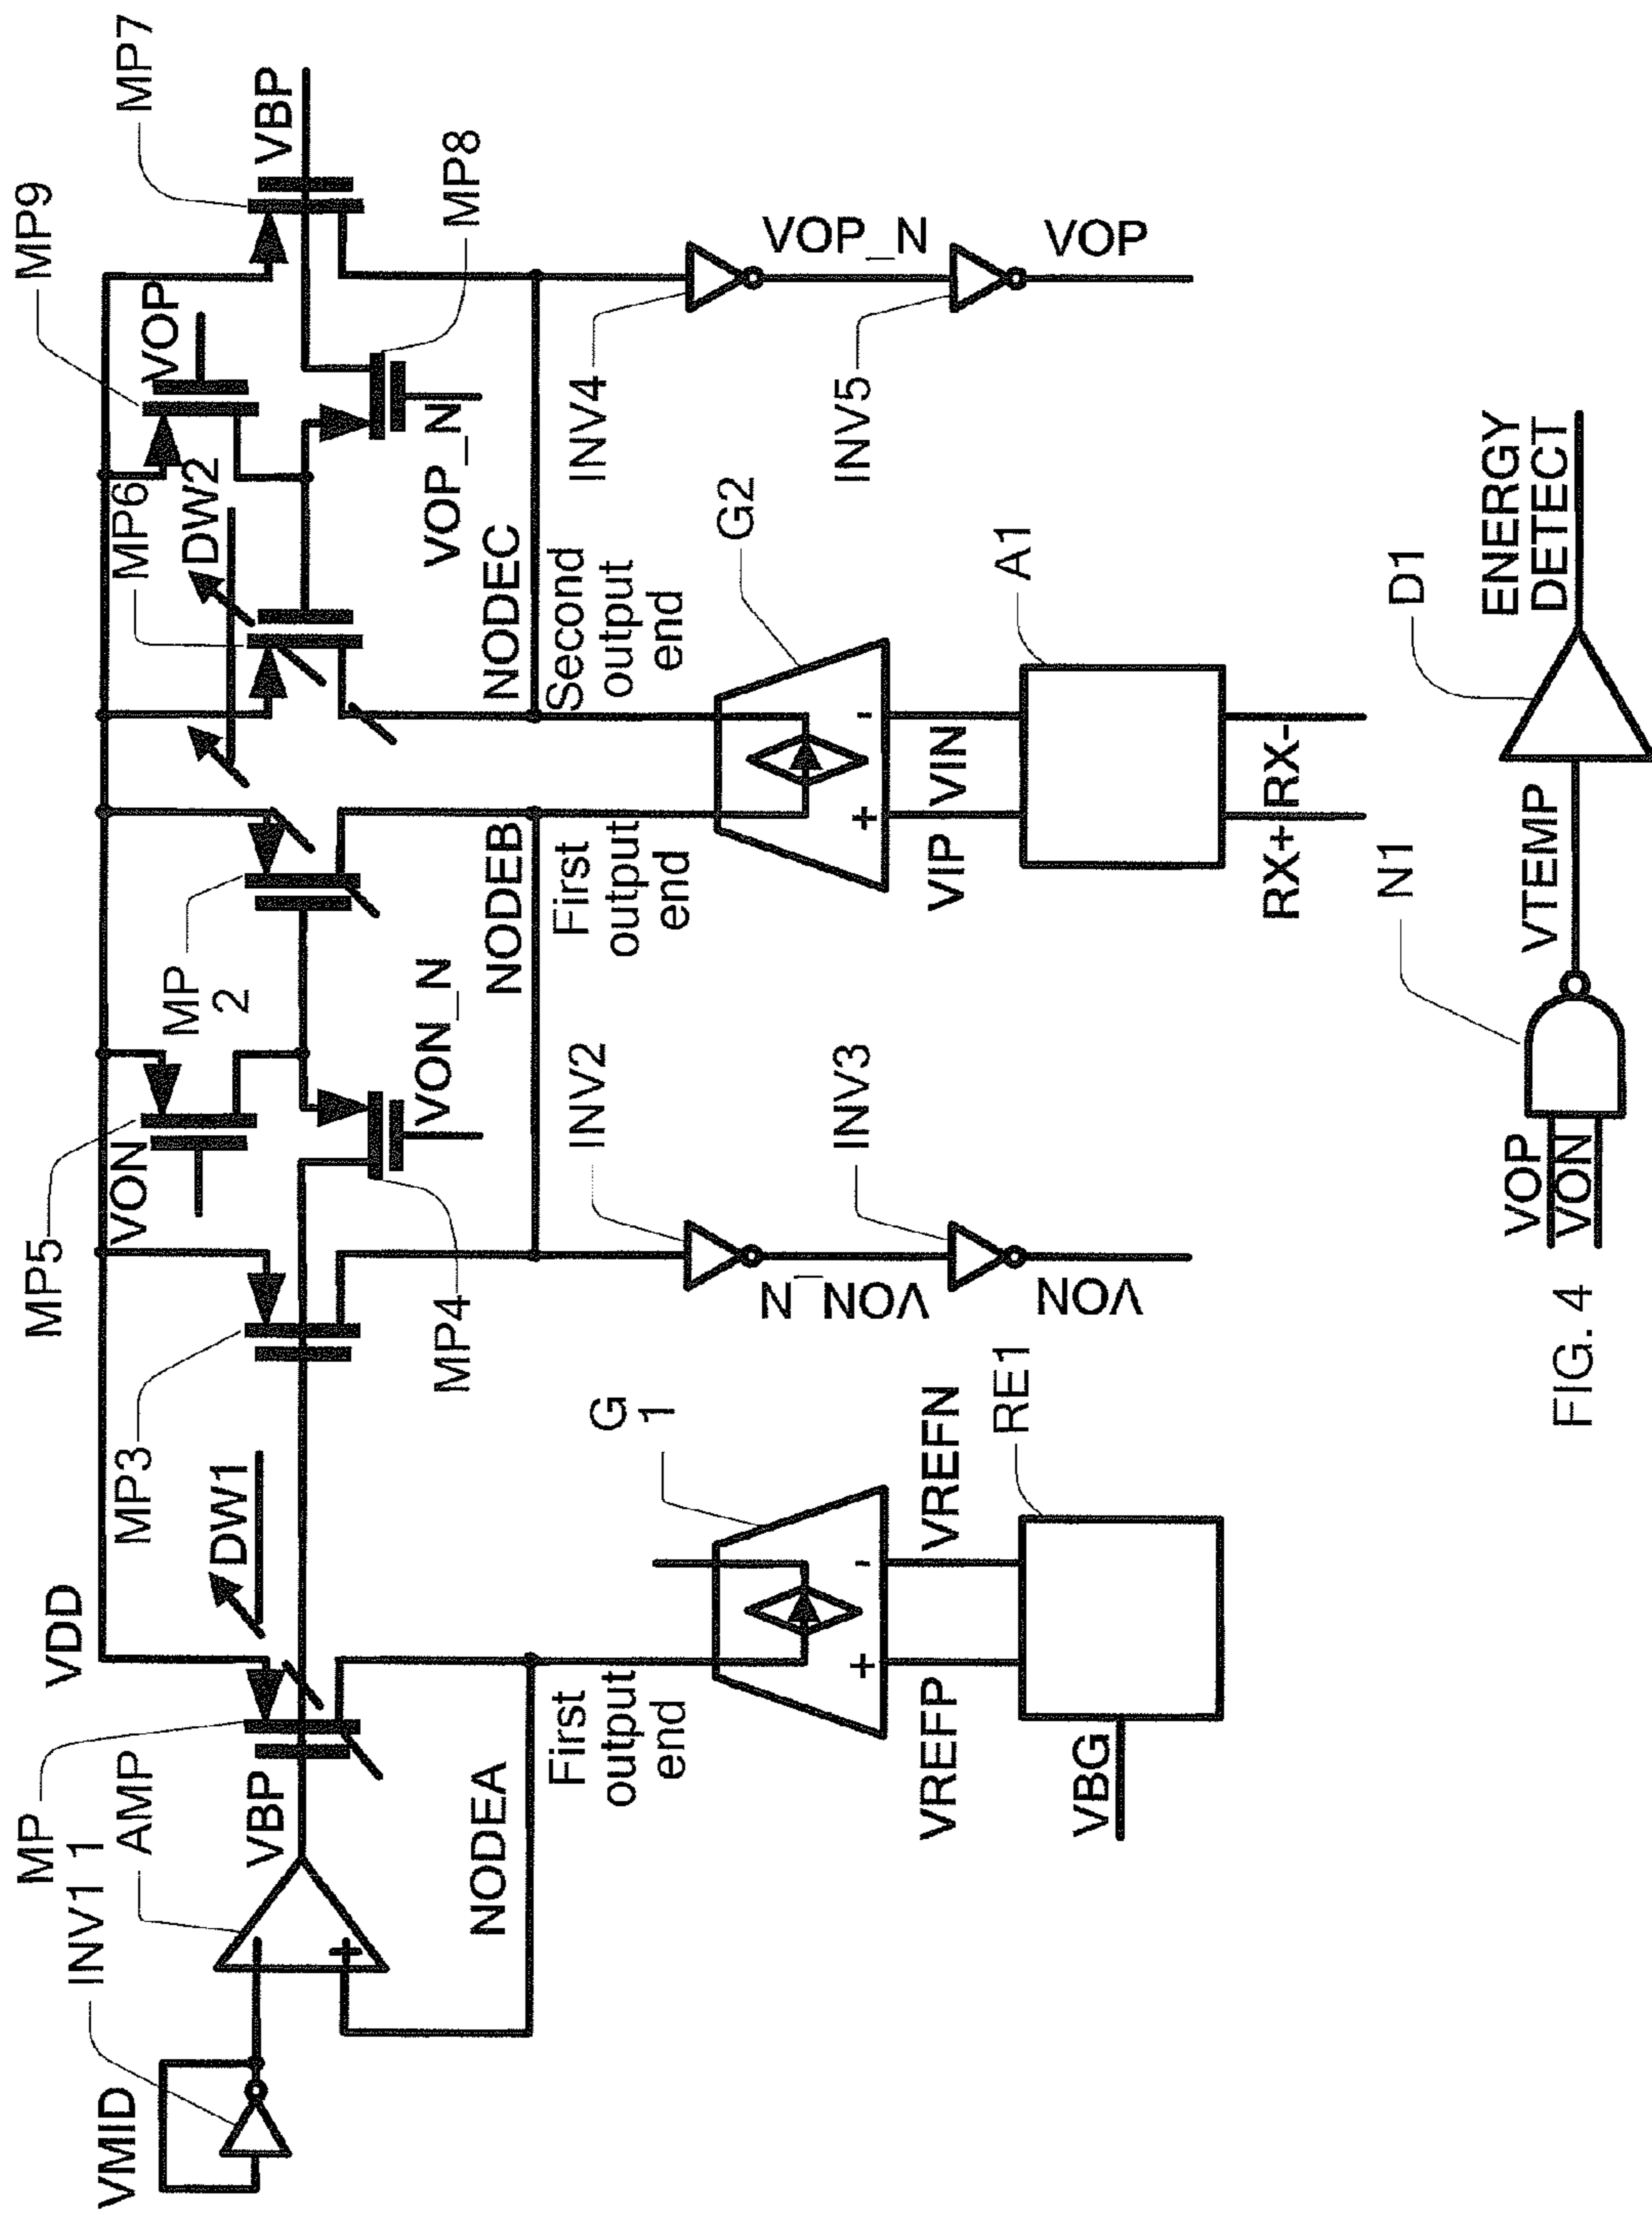 VMID
INV1 1
MP
AMP
VBP
VDD
DW1
MP3
MP5
VON
MP4
VON_N
MP
2
MP6
DW2
MP9
VOP
VOP_N
MP8
VBP
MP7
NODEA
First
output
end
G
1
VREFP
VREFN
VBG
RE1
INV2
VON_N
INV3
VON
NODEB
First
output
end
NODEC
Second
output
end
G2
VIP
VIN
A1
RX+
RX-
INV4
VOP_N
INV5
VOP
+
-
+
-
-
+
VOP
VON
N1
VTEMP
D1
ENERGY
DETECT
FIG. 4